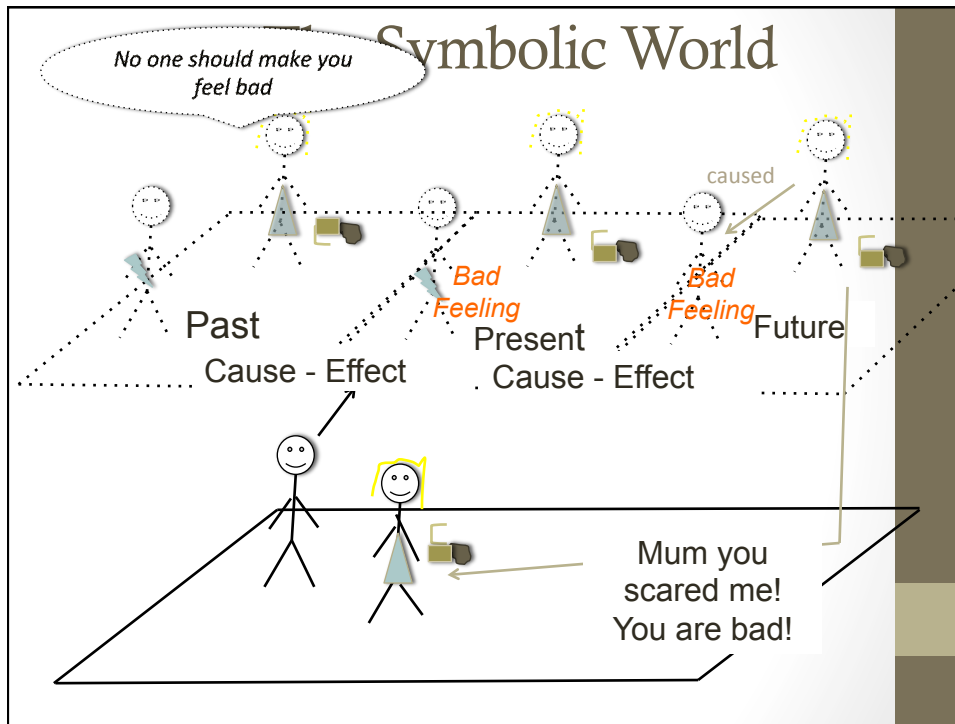 Symbolic World
No one should make you
feel bad
caused
Bad
Feeling
Bad
Feeling
Past
Present
Future
Cause - Effect
. Cause - Effect
Mum you
scared me!
You are bad!